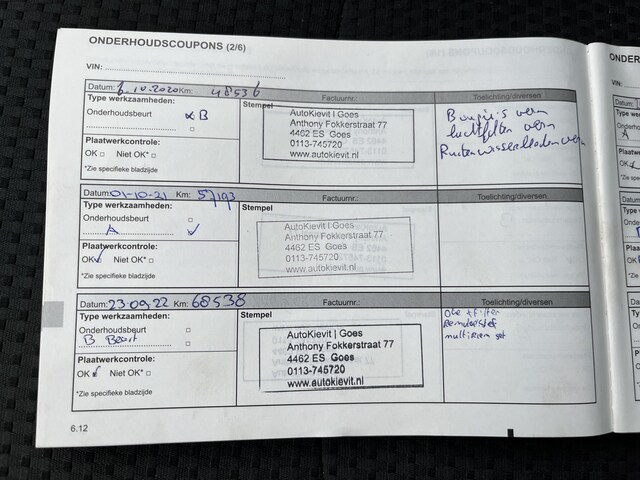 ONDERHOUDSCOUPONS (2/6)
VIN:
Datum: 6-10-2020 Km: 48536 Factuurnr.: Toelichting/diversen
Type werkzaamheden:
Onderhoudsbeurt B
Plaatwerkcontrole:
OK □ Niet OK* □
*Zie specifieke bladzijde
Stempel
AutoKievit | Goes
Anthony Fokkerstraat 77
4462 ES Goes
0113-745720
www.autokievit.nl
Bougie's verv
luchtfilter verv
Ruitenwisserbladen verv
Datum: 01-10-21 Km: 57193 Factuurnr.: Toelichting/diversen
Type werkzaamheden:
Onderhoudsbeurt □
A ✓
Plaatwerkcontrole:
OK ✓ Niet OK* □
*Zie specifieke bladzijde
Stempel
AutoKievit | Goes
Anthony Fokkerstraat 77
4462 ES Goes
0113-745720
www.autokievit.nl
Datum: 23-09-22 Km: 68538 Factuurnr.: Toelichting/diversen
Type werkzaamheden:
Onderhoudsbeurt □
B Beurt □
Plaatwerkcontrole:
OK ✓ Niet OK* □
*Zie specifieke bladzijde
Stempel
AutoKievit | Goes
Anthony Fokkerstraat 77
4462 ES Goes
0113-745720
www.autokievit.nl
Olie + filter
Remvloeistof
multiriem set
6.12